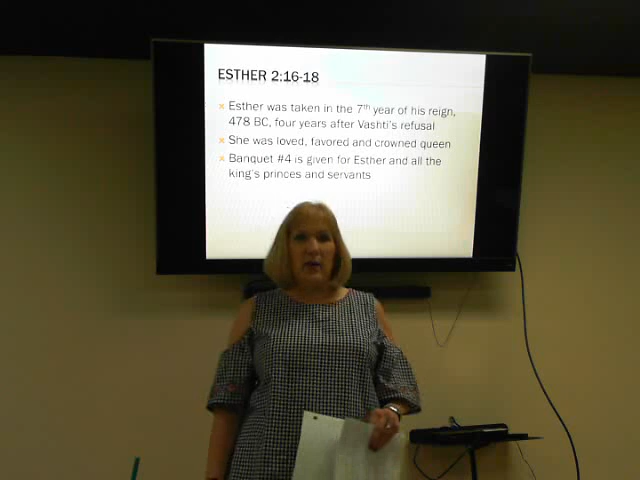 ESTHER 2:16-18
Esther was taken in the 7th year of his reign,
478 BC, four years after Vashti's refusal
She was loved, favored and crowned queen
Banquet #4 is given for Esther and all the
king's princes and servants